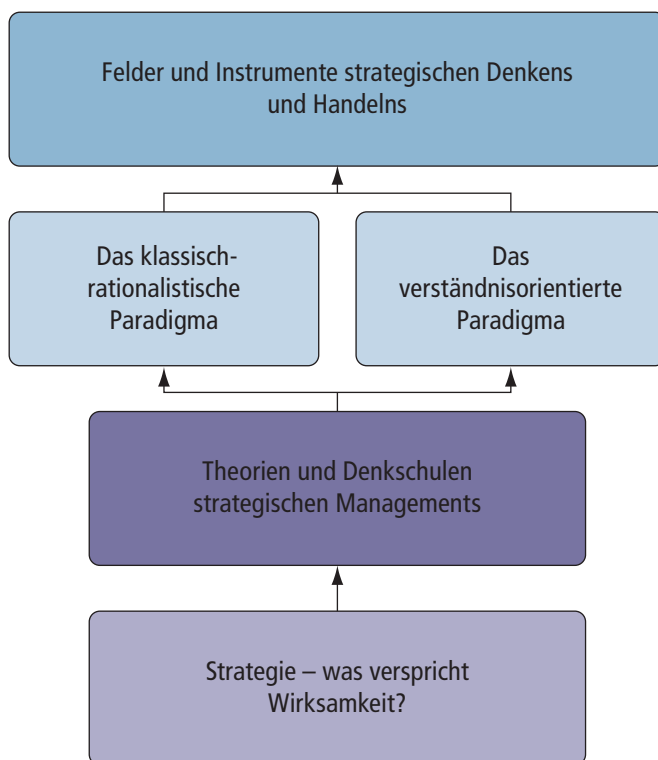 Felder und Instrumente strategischen Denkens
und Handelns
Das klassisch-
rationalistische
Paradigma
Das
verständnisorientierte
Paradigma
Theorien und Denkschulen
strategischen Managements
Strategie – was verspricht
Wirksamkeit?